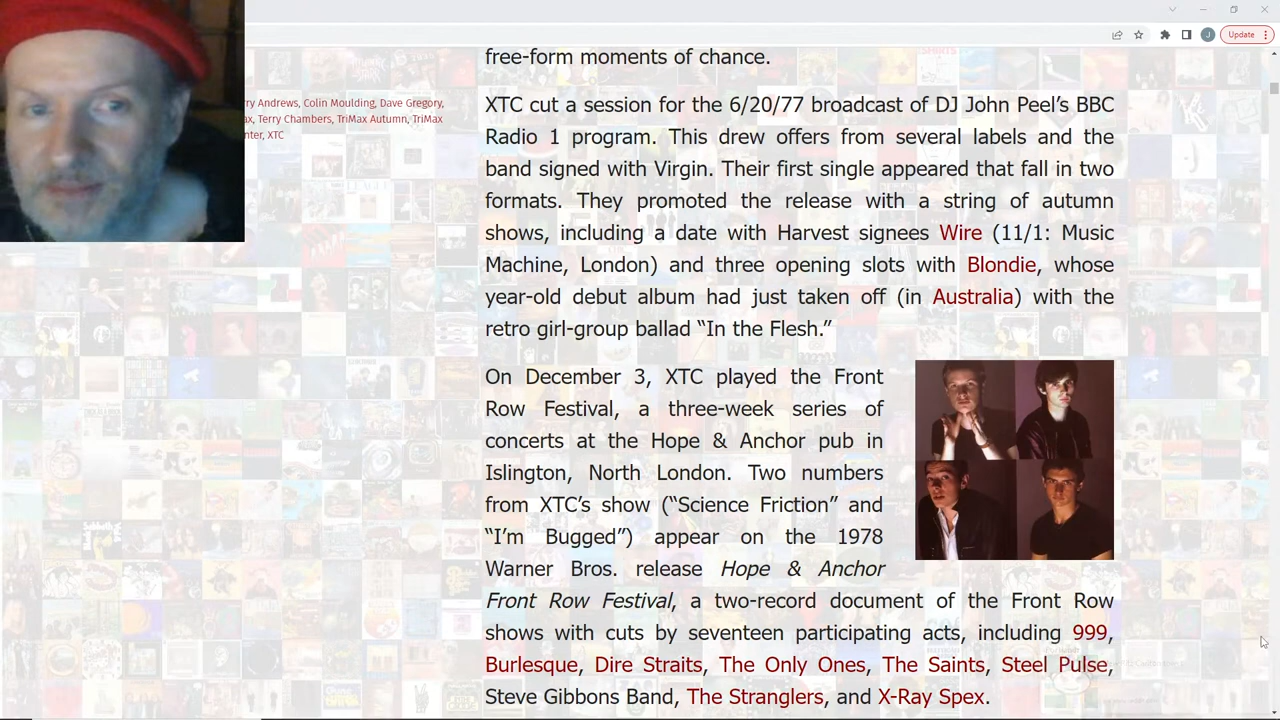 Update
free-form moments of chance.
ry Andrews, Colin Moulding, Dave Gregory,
ax, Terry Chambers, TriMax Autumn, TriMax
nter, XTC
XTC cut a session for the 6/20/77 broadcast of DJ John Peel’s BBC
Radio 1 program. This drew offers from several labels and the
band signed with Virgin. Their first single appeared that fall in two
formats. They promoted the release with a string of autumn
shows, including a date with Harvest signees Wire (11/1: Music
Machine, London) and three opening slots with Blondie, whose
year-old debut album had just taken off (in Australia) with the
retro girl-group ballad “In the Flesh.”
On December 3, XTC played the Front
Row Festival, a three-week series of
concerts at the Hope & Anchor pub in
Islington, North London. Two numbers
from XTC’s show (“Science Friction” and
“I’m Bugged”) appear on the 1978
Warner Bros. release Hope & Anchor
Front Row Festival, a two-record document of the Front Row
shows with cuts by seventeen participating acts, including 999,
Burlesque, Dire Straits, The Only Ones, The Saints, Steel Pulse,
Steve Gibbons Band, The Stranglers, and X-Ray Spex.